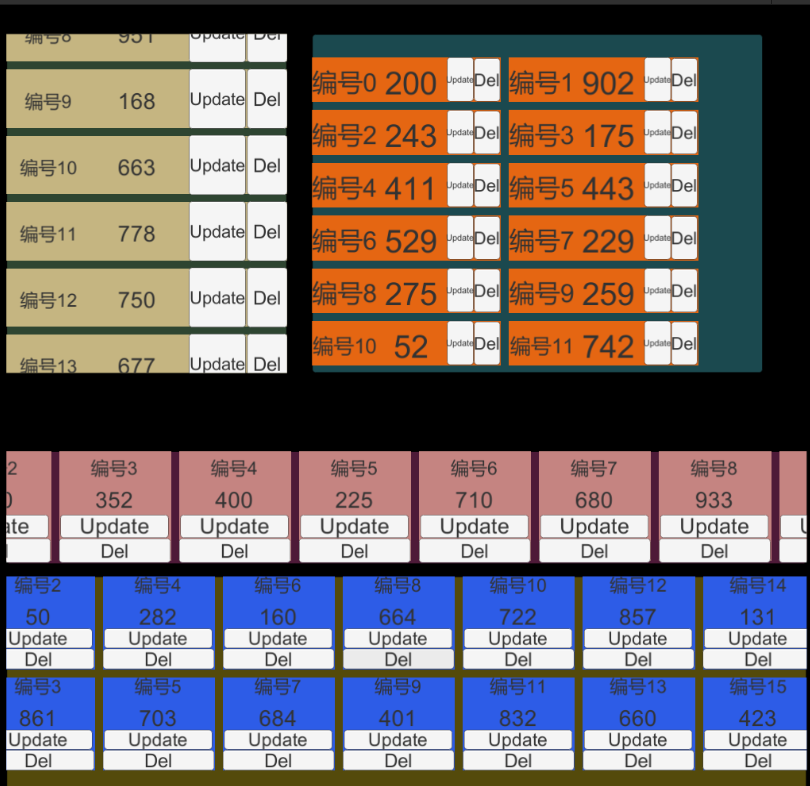 编号8 951 Update Del
编号9 168 Update Del
编号10 663 Update Del
编号11 778 Update Del
编号12 750 Update Del
编号13 677 Update Del
编号0 200 Update Del 编号1 902 Update Del
编号2 243 Update Del 编号3 175 Update Del
编号4 411 Update Del 编号5 443 Update Del
编号6 529 Update Del 编号7 229 Update Del
编号8 275 Update Del 编号9 259 Update Del
编号10 52 Update Del 编号11 742 Update Del
2 编号3 编号4 编号5 编号6 编号7 编号8
352 400 225 710 680 933
Update Update Update Update Update Update
Del Del Del Del Del Del
编号2 编号4 编号6 编号8 编号10 编号12 编号14
50 282 160 664 722 857 131
Update Update Update Update Update Update Update
Del Del Del Del Del Del Del
编号3 编号5 编号7 编号9 编号11 编号13 编号15
861 703 684 401 832 660 423
Update Update Update Update Update Update Update
Del Del Del Del Del Del Del